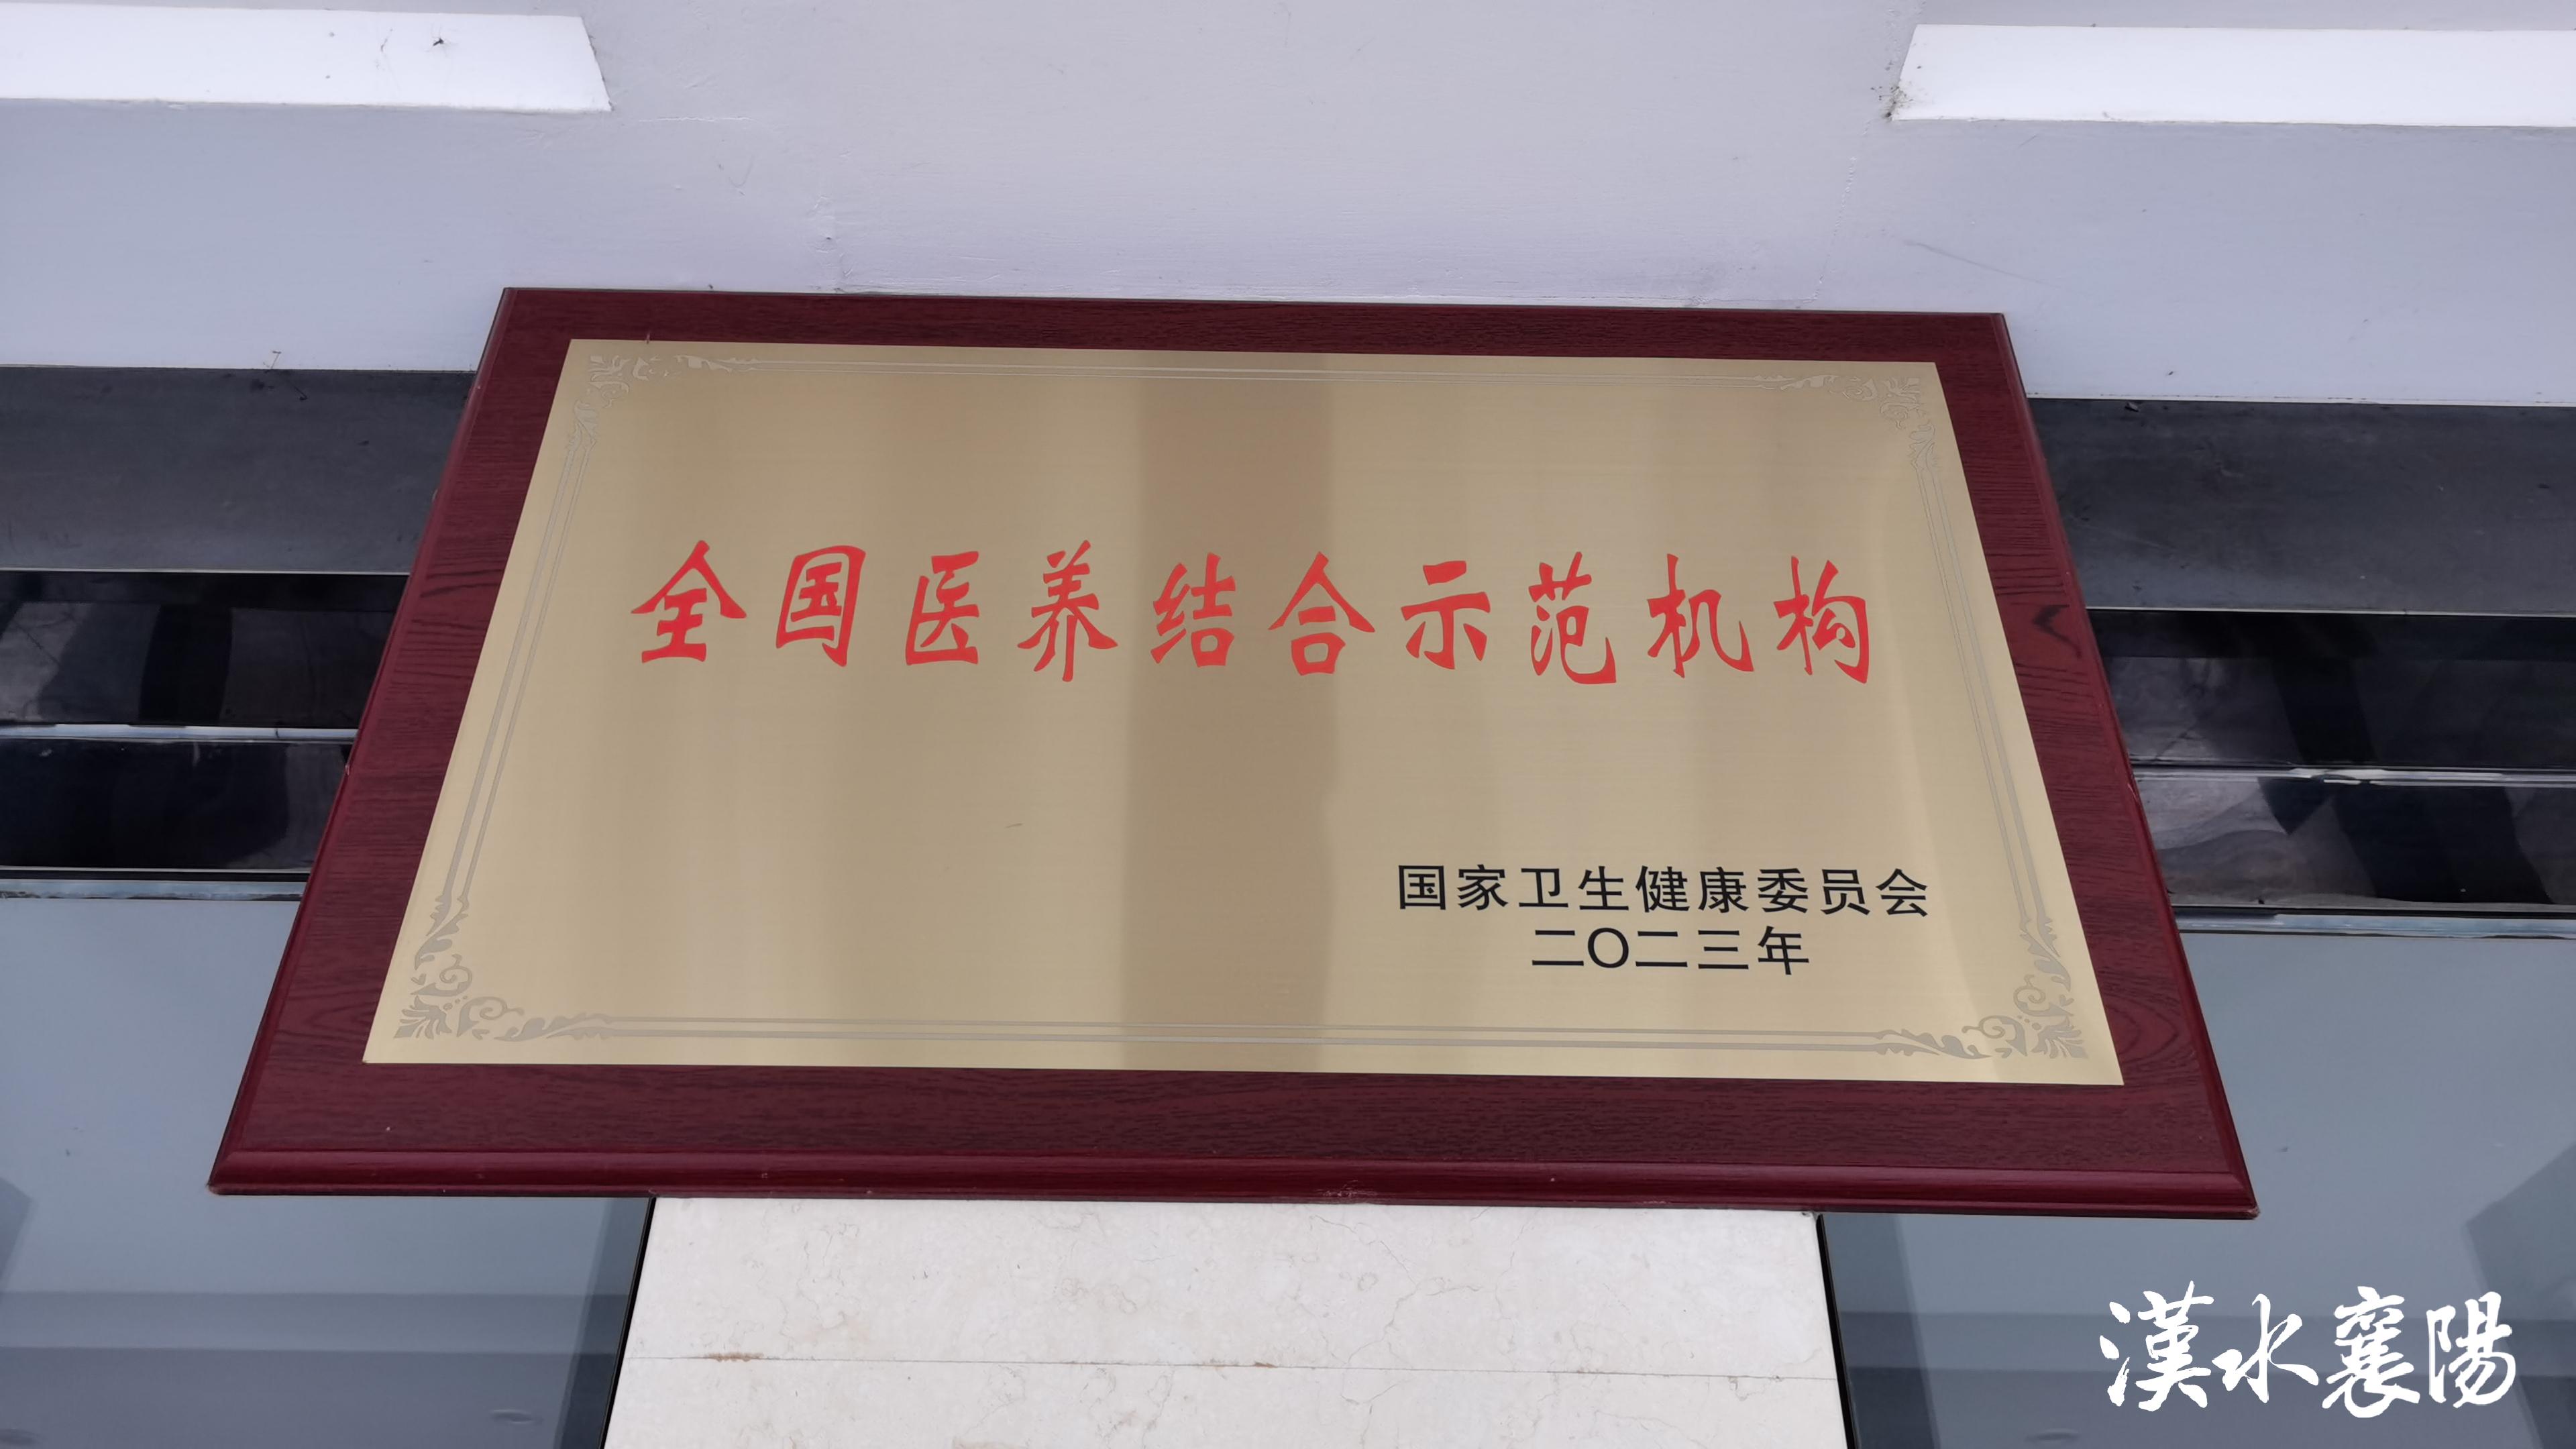 全国医养结合示范机构
国家卫生健康委员会
二〇二三年
漢水襄陽